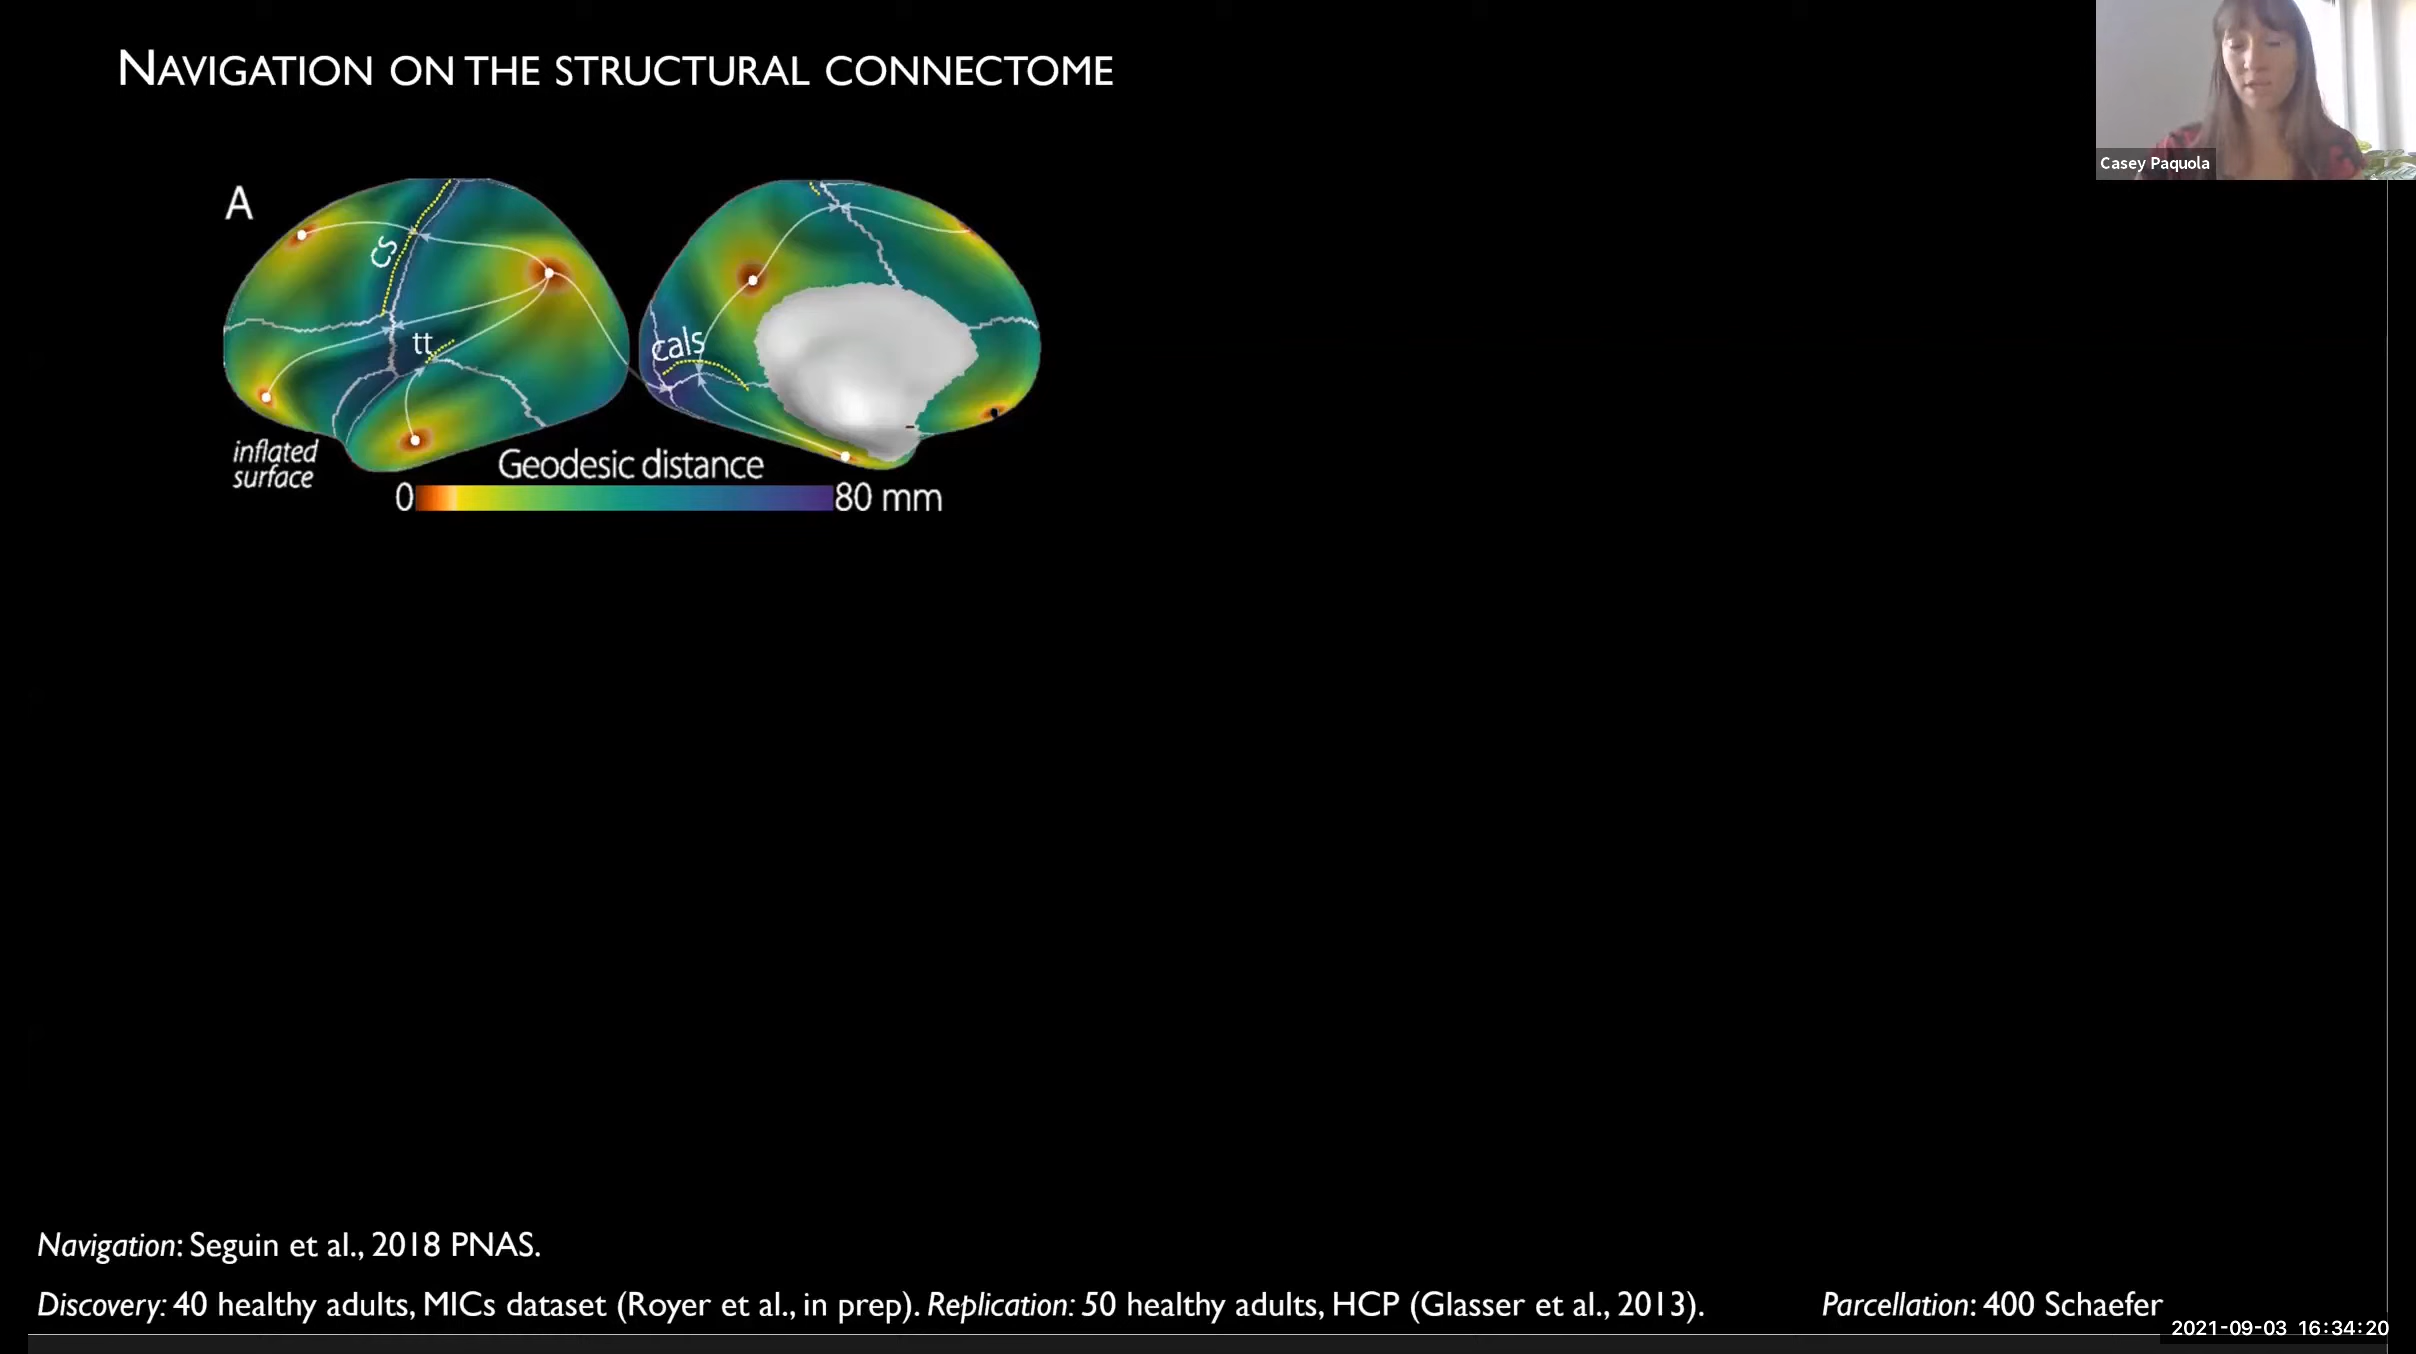 NAVIGATION ON THE STRUCTURAL CONNECTOME
Casey Paquola
A
cs
tt
cals
inflated
surface
Geodesic distance
0 80 mm
Navigation: Seguin et al., 2018 PNAS.
Discovery: 40 healthy adults, MICs dataset (Royer et al., in prep). Replication: 50 healthy adults, HCP (Glasser et al., 2013). Parcellation: 400 Schaefer
2021-09-03 16:34:20